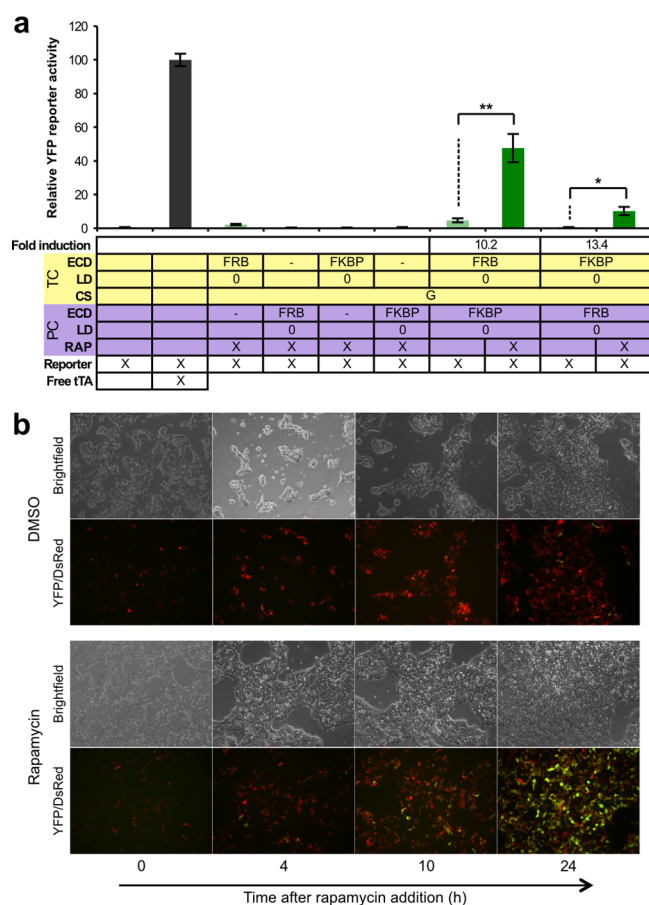 a
Relative YFP reporter activity
120
100
80
60
40
20
0
**
*
Fold induction 10.2 13.4
TC
ECD FRB - FKBP - FRB FKBP
LD 0 0 0 0
CS G
PC
ECD - FRB - FKBP FKBP FRB
LD 0 0 0 0
RAP X X X X X X
Reporter X X X X X X X X X X
Free tTA X
b
DMSO
Brightfield
YFP/DsRed
Rapamycin
Brightfield
YFP/DsRed
0 4 10 24
Time after rapamycin addition (h)